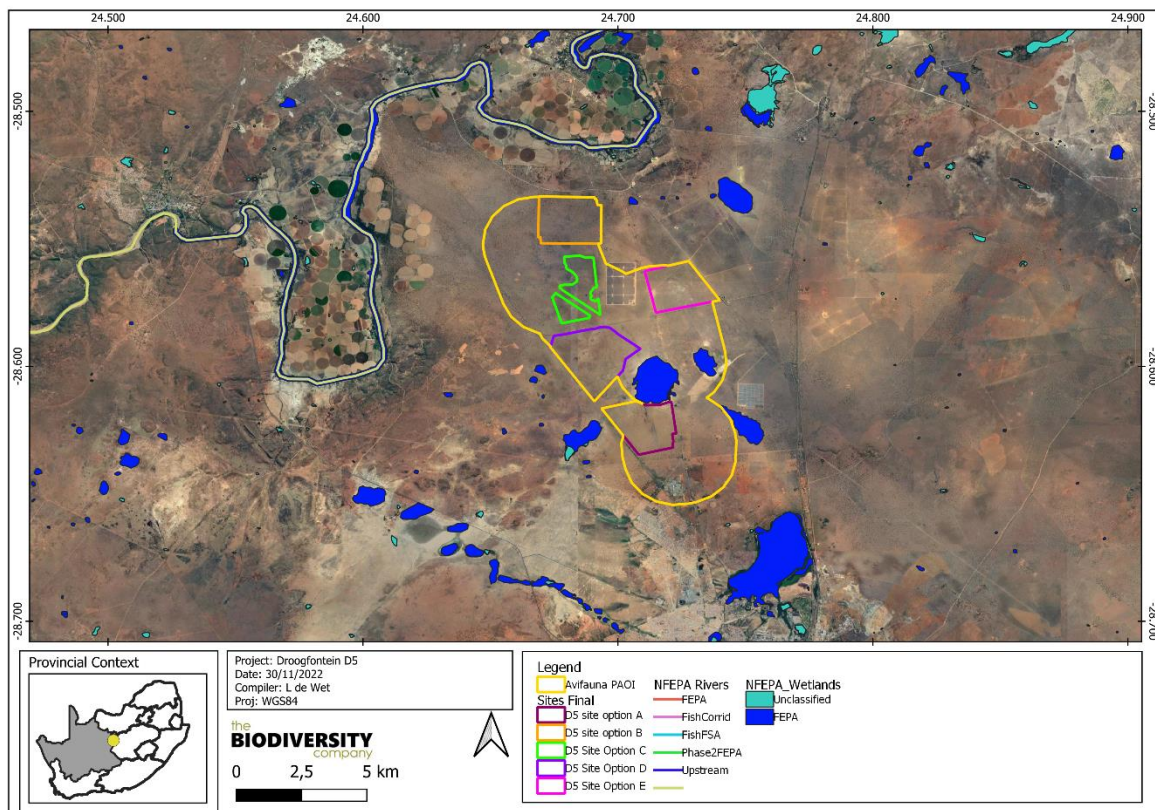 24.500 24.600 24.700 24.800 24.900
-28.500 -28.500
-28.600 -28.600
-28.700 -28.700
Provincial Context
Project: Droogfontein D5
Date: 30/11/2022
Compiler: L de Wet
Proj: WGS84
the
BIODIVERSITY
company
0 2,5 5 km
Legend
Avifauna PAOI
Sites Final
D5 site option A
D5 site option B
D5 Site Option C
D5 Site Option D
D5 Site Option E
NFEPA Rivers
FEPA
FishCorrid
FishFSA
Phase2FEPA
Upstream
NFEPA_Wetlands
Unclassified
FEPA